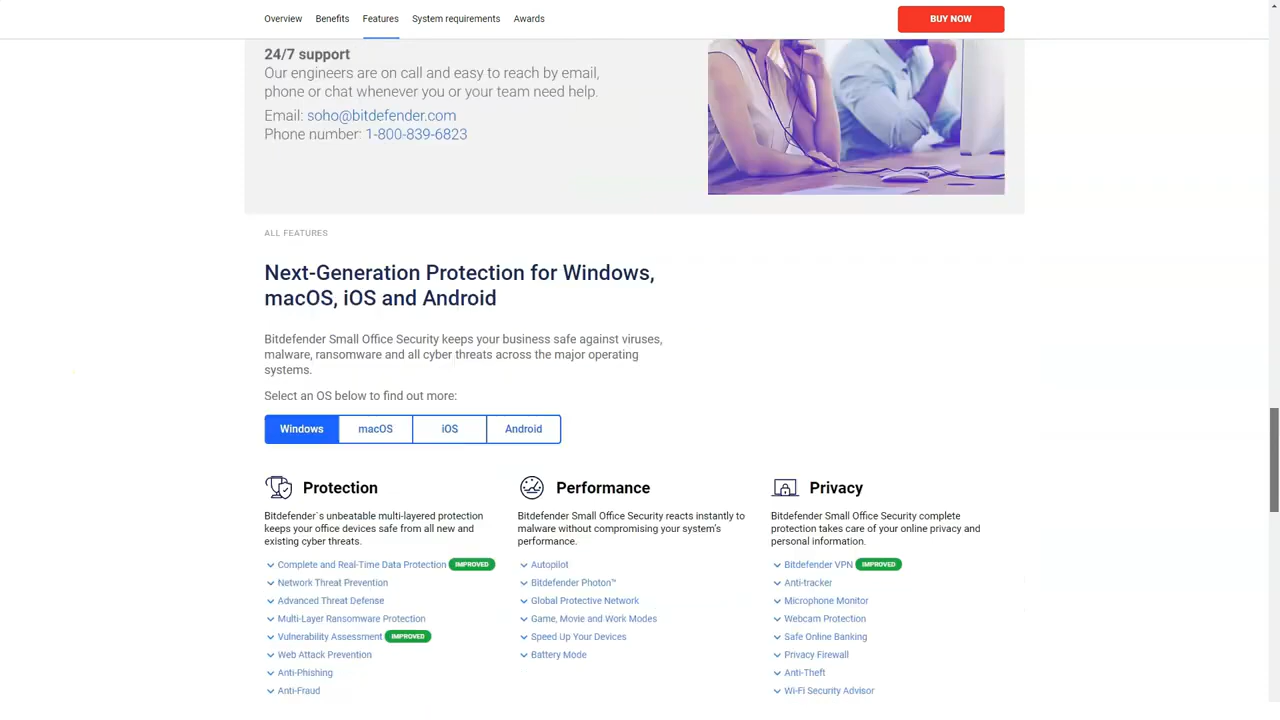 Overview Benefits Features System requirements Awards BUY NOW
24/7 support
Our engineers are on call and easy to reach by email,
phone or chat whenever you or your team need help.
Email: soho@bitdefender.com
Phone number: 1-800-839-6823
ALL FEATURES
Next-Generation Protection for Windows,
macOS, iOS and Android
Bitdefender Small Office Security keeps your business safe against viruses,
malware, ransomware and all cyber threats across the major operating
systems.
Select an OS below to find out more:
Windows macOS iOS Android
Protection
Bitdefender`s unbeatable multi-layered protection
keeps your office devices safe from all new and
existing cyber threats.
Complete and Real-Time Data Protection IMPROVED
Network Threat Prevention
Advanced Threat Defense
Multi-Layer Ransomware Protection
Vulnerability Assessment IMPROVED
Web Attack Prevention
Anti-Phishing
Anti-Fraud
Performance
Bitdefender Small Office Security reacts instantly to
malware without compromising your system's
performance.
Autopilot
Bitdefender Photon™
Global Protective Network
Game, Movie and Work Modes
Speed Up Your Devices
Battery Mode
Privacy
Bitdefender Small Office Security complete
protection takes care of your online privacy and
personal information.
Bitdefender VPN IMPROVED
Anti-tracker
Microphone Monitor
Webcam Protection
Safe Online Banking
Privacy Firewall
Anti-Theft
Wi-Fi Security Advisor